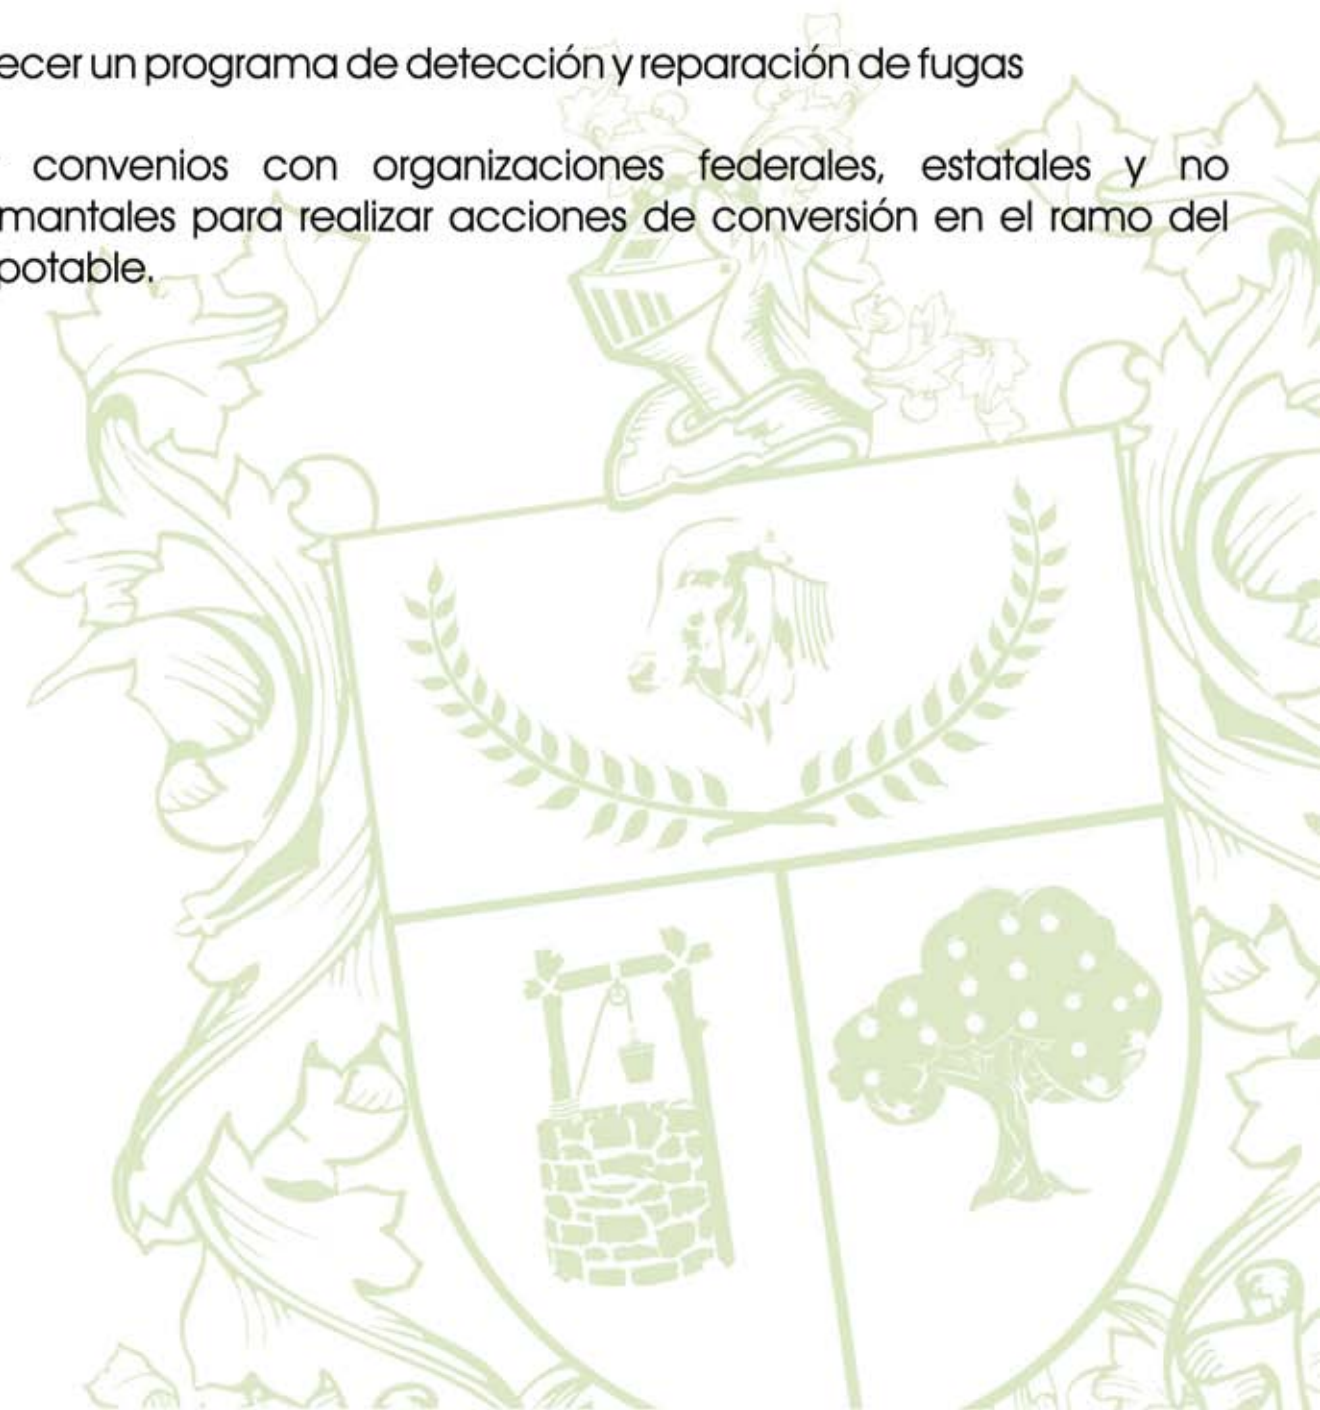 ecer un programa de detección y reparación de fugas
convenios con organizaciones federales, estatales y no
mantales para realizar acciones de conversión en el ramo del
potable.